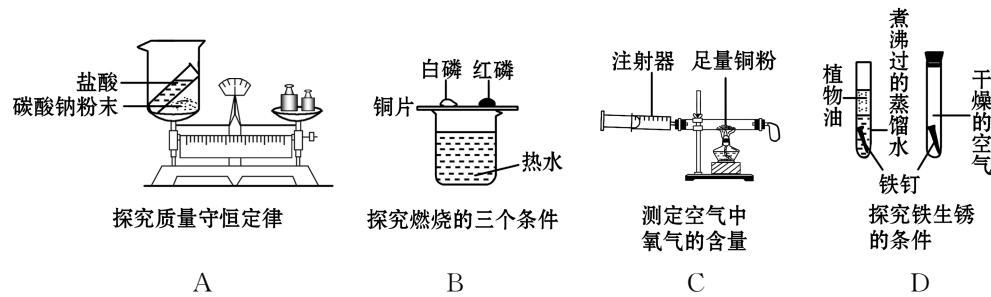 盐酸
碳酸钠粉末
探究质量守恒定律
A
白磷 红磷
铜片
热水
探究燃烧的三个条件
B
注射器 足量铜粉
测定空气中
氧气的含量
C
植物油
煮沸过的蒸馏水
干燥的空气
铁钉
探究铁生锈
的条件
D